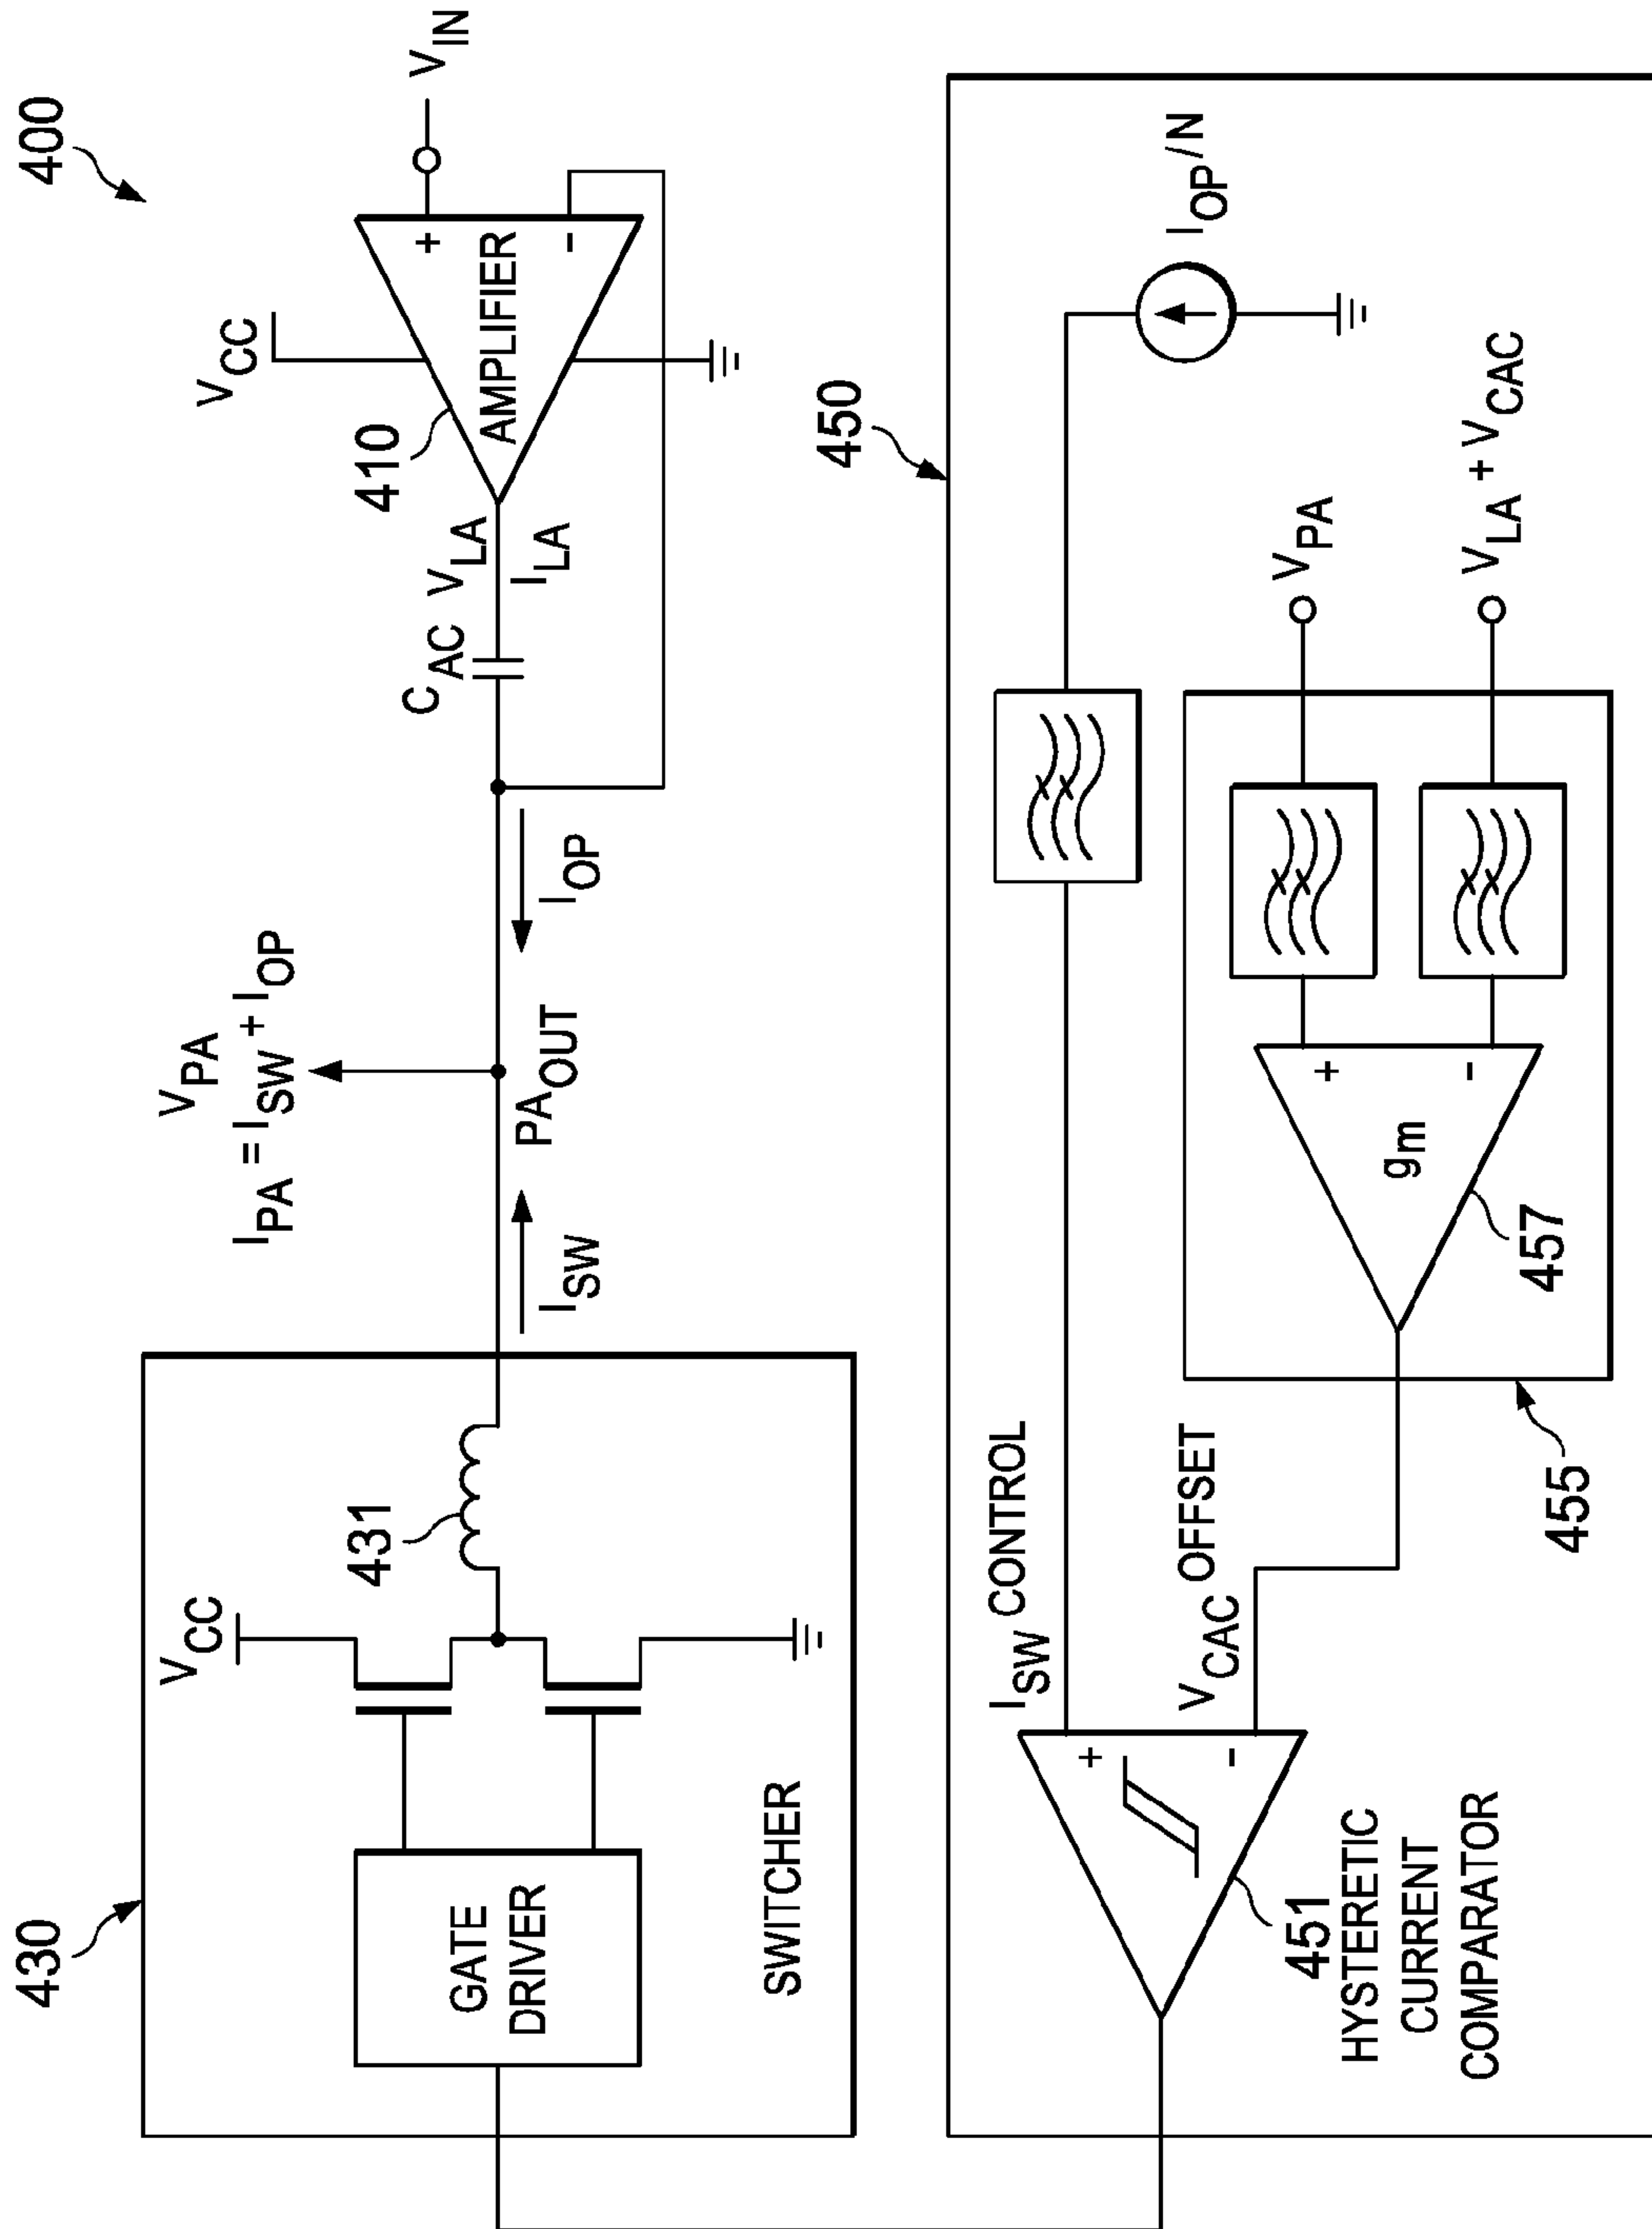 400
V_CC
V_IN
+
-
AMPLIFIER
410
C_AC
V_LA
I_LA
V_PA
I_PA = I_SW + I_OP
I_OP
PA_OUT
I_SW
430
V_CC
431
GATE
DRIVER
SWITCHER
450
I_OP/N
I_SW CONTROL
V_CAC OFFSET
V_PA
V_LA + V_CAC
+
-
gm
457
455
+
-
451
HYSTERETIC
CURRENT
COMPARATOR